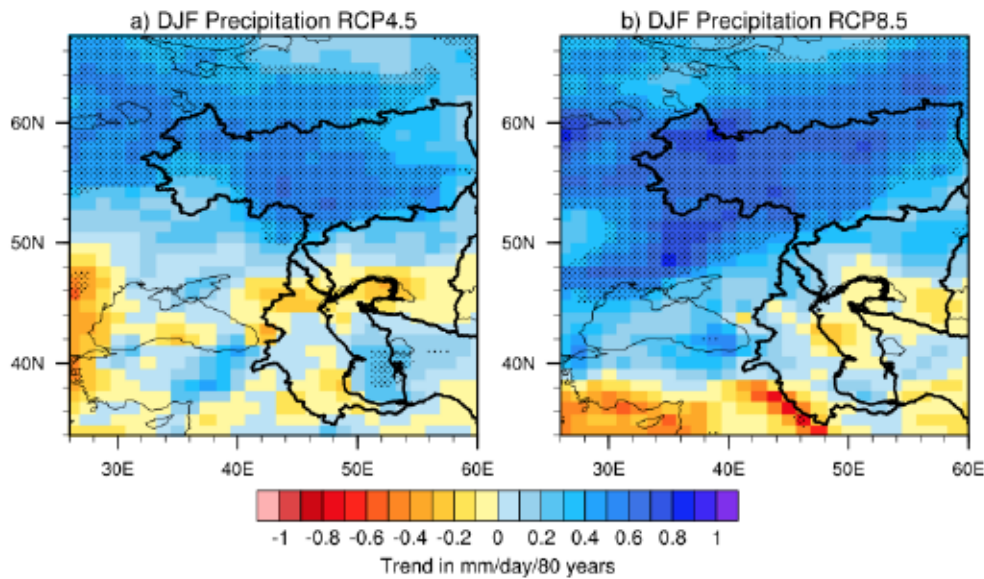 a) DJF Precipitation RCP4.5
b) DJF Precipitation RCP8.5
60N
50N
40N
30E 40E 50E 60E
60N
50N
40N
30E 40E 50E 60E
-1 -0.8 -0.6 -0.4 -0.2 0 0.2 0.4 0.6 0.8 1
Trend in mm/day/80 years